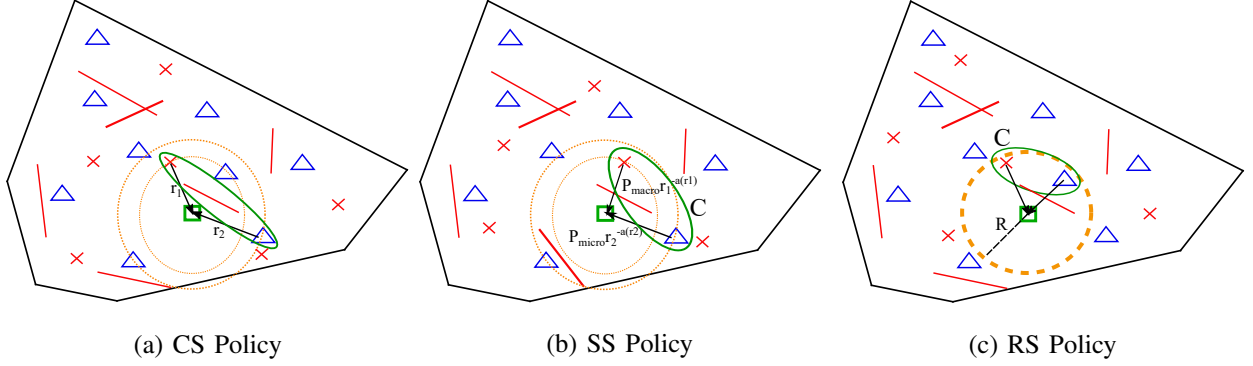 C
r1
r2
Pmacror1-a(r1)
C
Pmicror2-a(r2)
R
(a) CS Policy
(b) SS Policy
(c) RS Policy